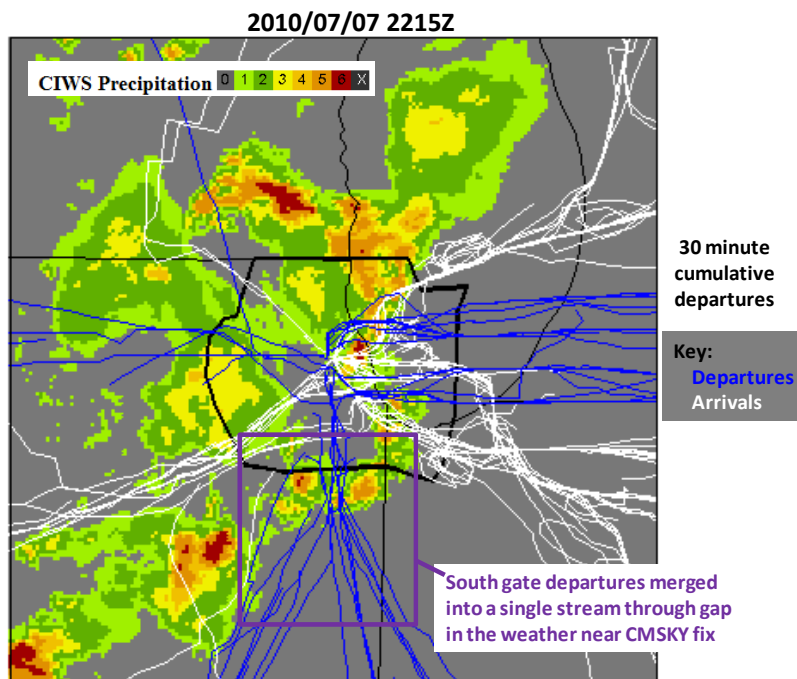 2010/07/07 2215Z
CIWS Precipitation 0 1 2 3 4 5 6 X
30 minute
cumulative
departures
Key:
Departures
Arrivals
South gate departures merged
into a single stream through gap
in the weather near CMSKY fix